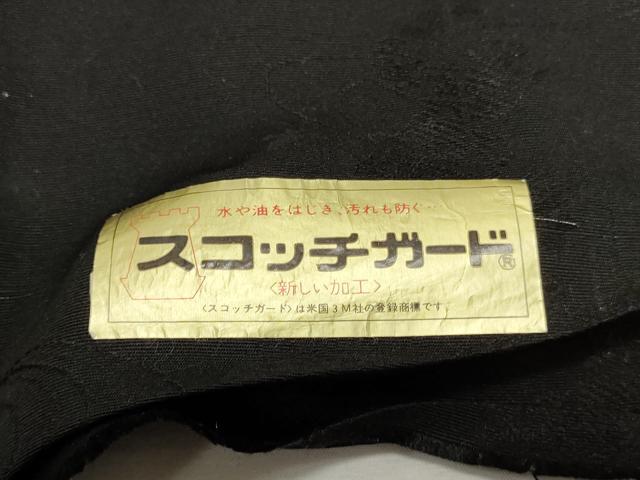 水や油をはじき、汚れも防ぐ…
スコッチガード®
〈新しい加工〉
〈スコッチガード〉は米国3M社の登録商標です